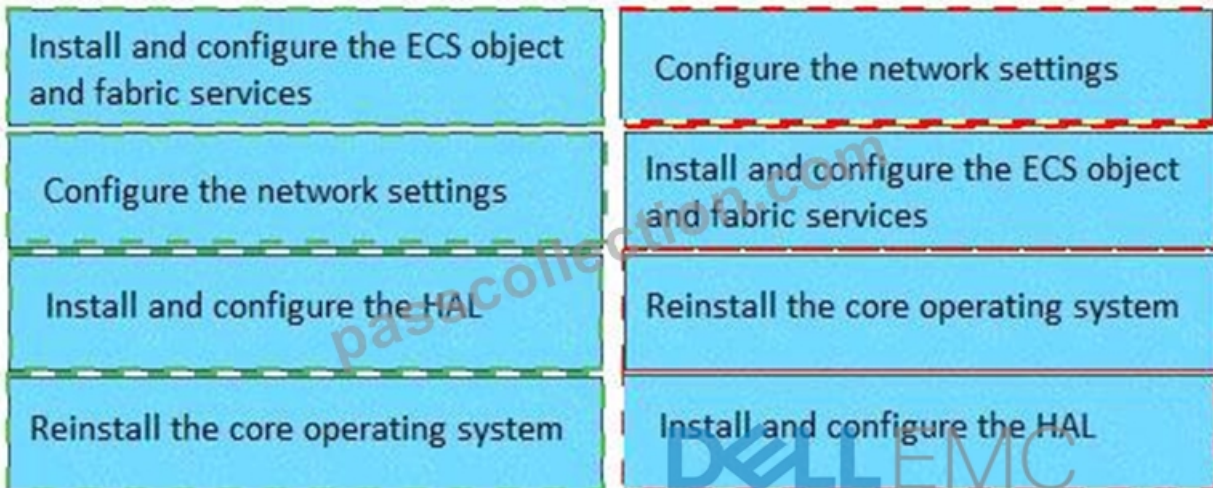 Install and configure the ECS object
and fabric services
Configure the network settings
Install and configure the HAL
Reinstall the core operating system
Configure the network settings
Install and configure the ECS object
and fabric services
Reinstall the core operating system
Install and configure the HAL
passcollection.com
DELL EMC